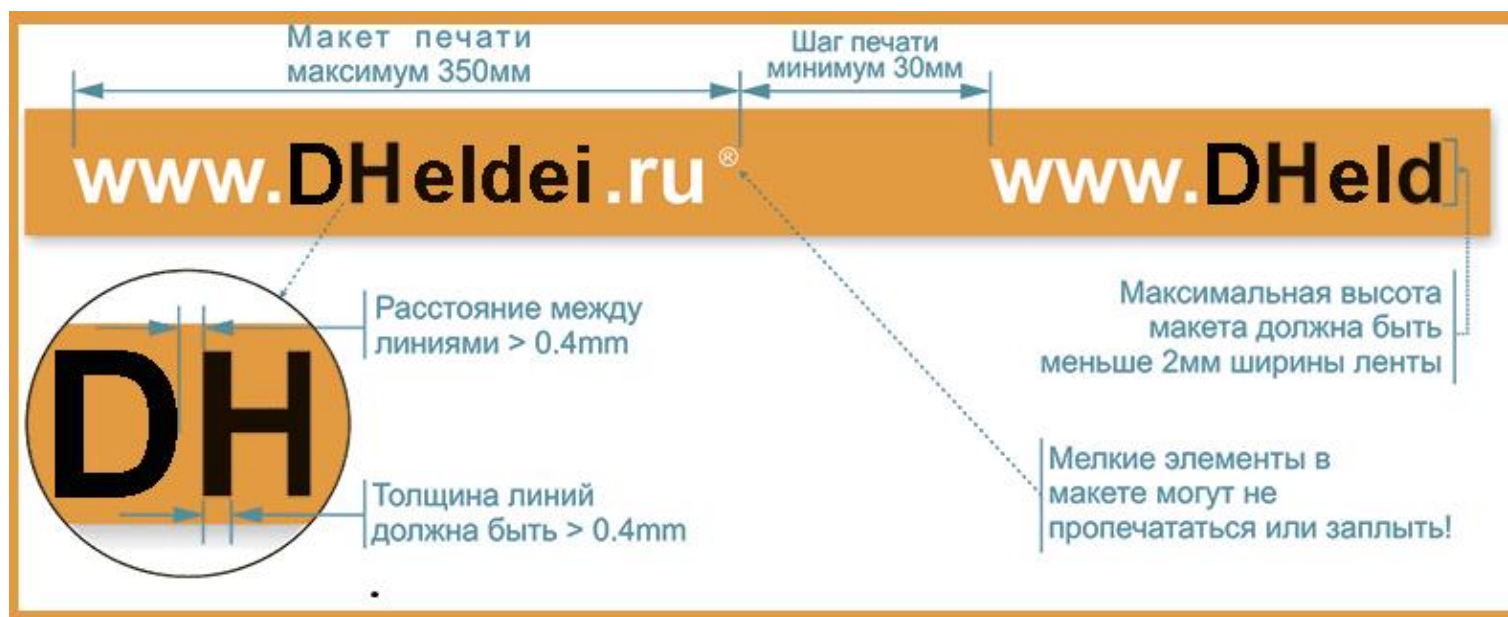 Макет печати
максимум 350мм
Шаг печати
минимум 30мм
www.DHeldei.ru®
www.DHeld
Расстояние между
линиями > 0.4mm
Максимальная высота
макета должна быть
меньше 2мм ширины ленты
DH
Толщина линий
должна быть > 0.4mm
Мелкие элементы в
макете могут не
пропечататься или заплыть!